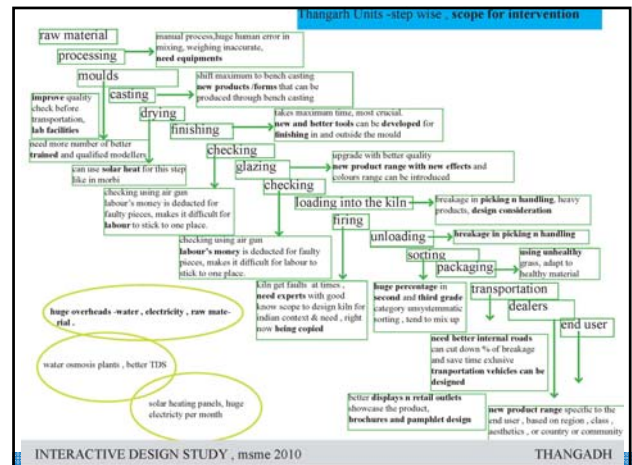 Thangarh Units -step wise , scope for intervention
raw material
manual process,huge human error in
mixing, weighing inaccurate,
need equipments
processing
moulds
shift maximum to bench casting
new products /forms that can be
produced through bench casting
casting
improve quality
check before
transportation,
lab facilities
drying
takes maximum time, most crucial.
new and better tools can be developed for
finishing in and outside the mould
finishing
need more number of better
trained and qualified modellers
checking
upgrade with better quality
new product range with new effects and
colours range can be introduced
glazing
can use solar heat for this step
like in morbi
checking
checking using air gun
labour's money is deducted for
faulty pieces, makes it difficult for
labour to stick to one place.
loading into the kiln
breakage in picking n handling, heavy
products, design consideration
firing
unloading
breakage in picking n handling
checking using air gun
labour's money is deducted for faulty
pieces, makes it difficult for labour to
stick to one place.
sorting
using unhealthy
grass, adapt to
healthy material
packaging
kiln get faults at times ,
need experts with good
know scope to design kiln for
indian context & need , right
now being copied
huge percentage in
second and third grade
category unsystemmatic
sorting , tend to mix up
transportation
dealers
end user
huge overheads -water , electricity , raw mate-
rial .
need better internal roads
can cut down % of breakage
and save time exlusive
tranportation vehicles can be
designed
water osmosis plants , better TDS
solar heating panels, huge
electricty per month
better displays n retail outlets
showcase the product,
brochures and pamphlet design
new product range specific to the
end user , based on region , class ,
aesthetics , or country or community
INTERACTIVE DESIGN STUDY , msme 2010
THANGADH